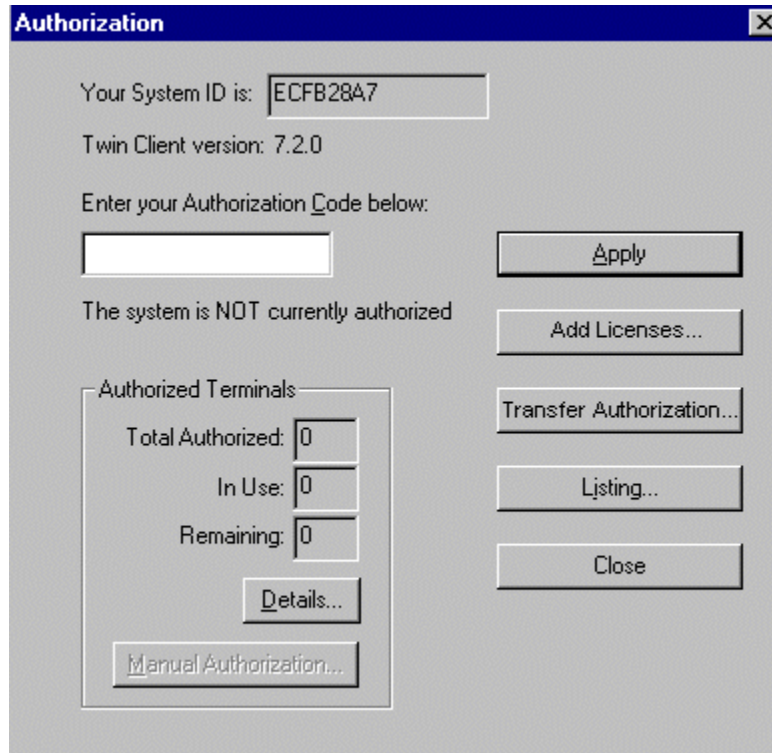 Authorization
Your System ID is: ECFB28A7
Twin Client version: 7.2.0
Enter your Authorization Code below:
Apply
The system is NOT currently authorized
Add Licenses...
Authorized Terminals
Transfer Authorization...
Total Authorized: 0
In Use: 0
Listing...
Remaining: 0
Close
Details...
Manual Authorization...